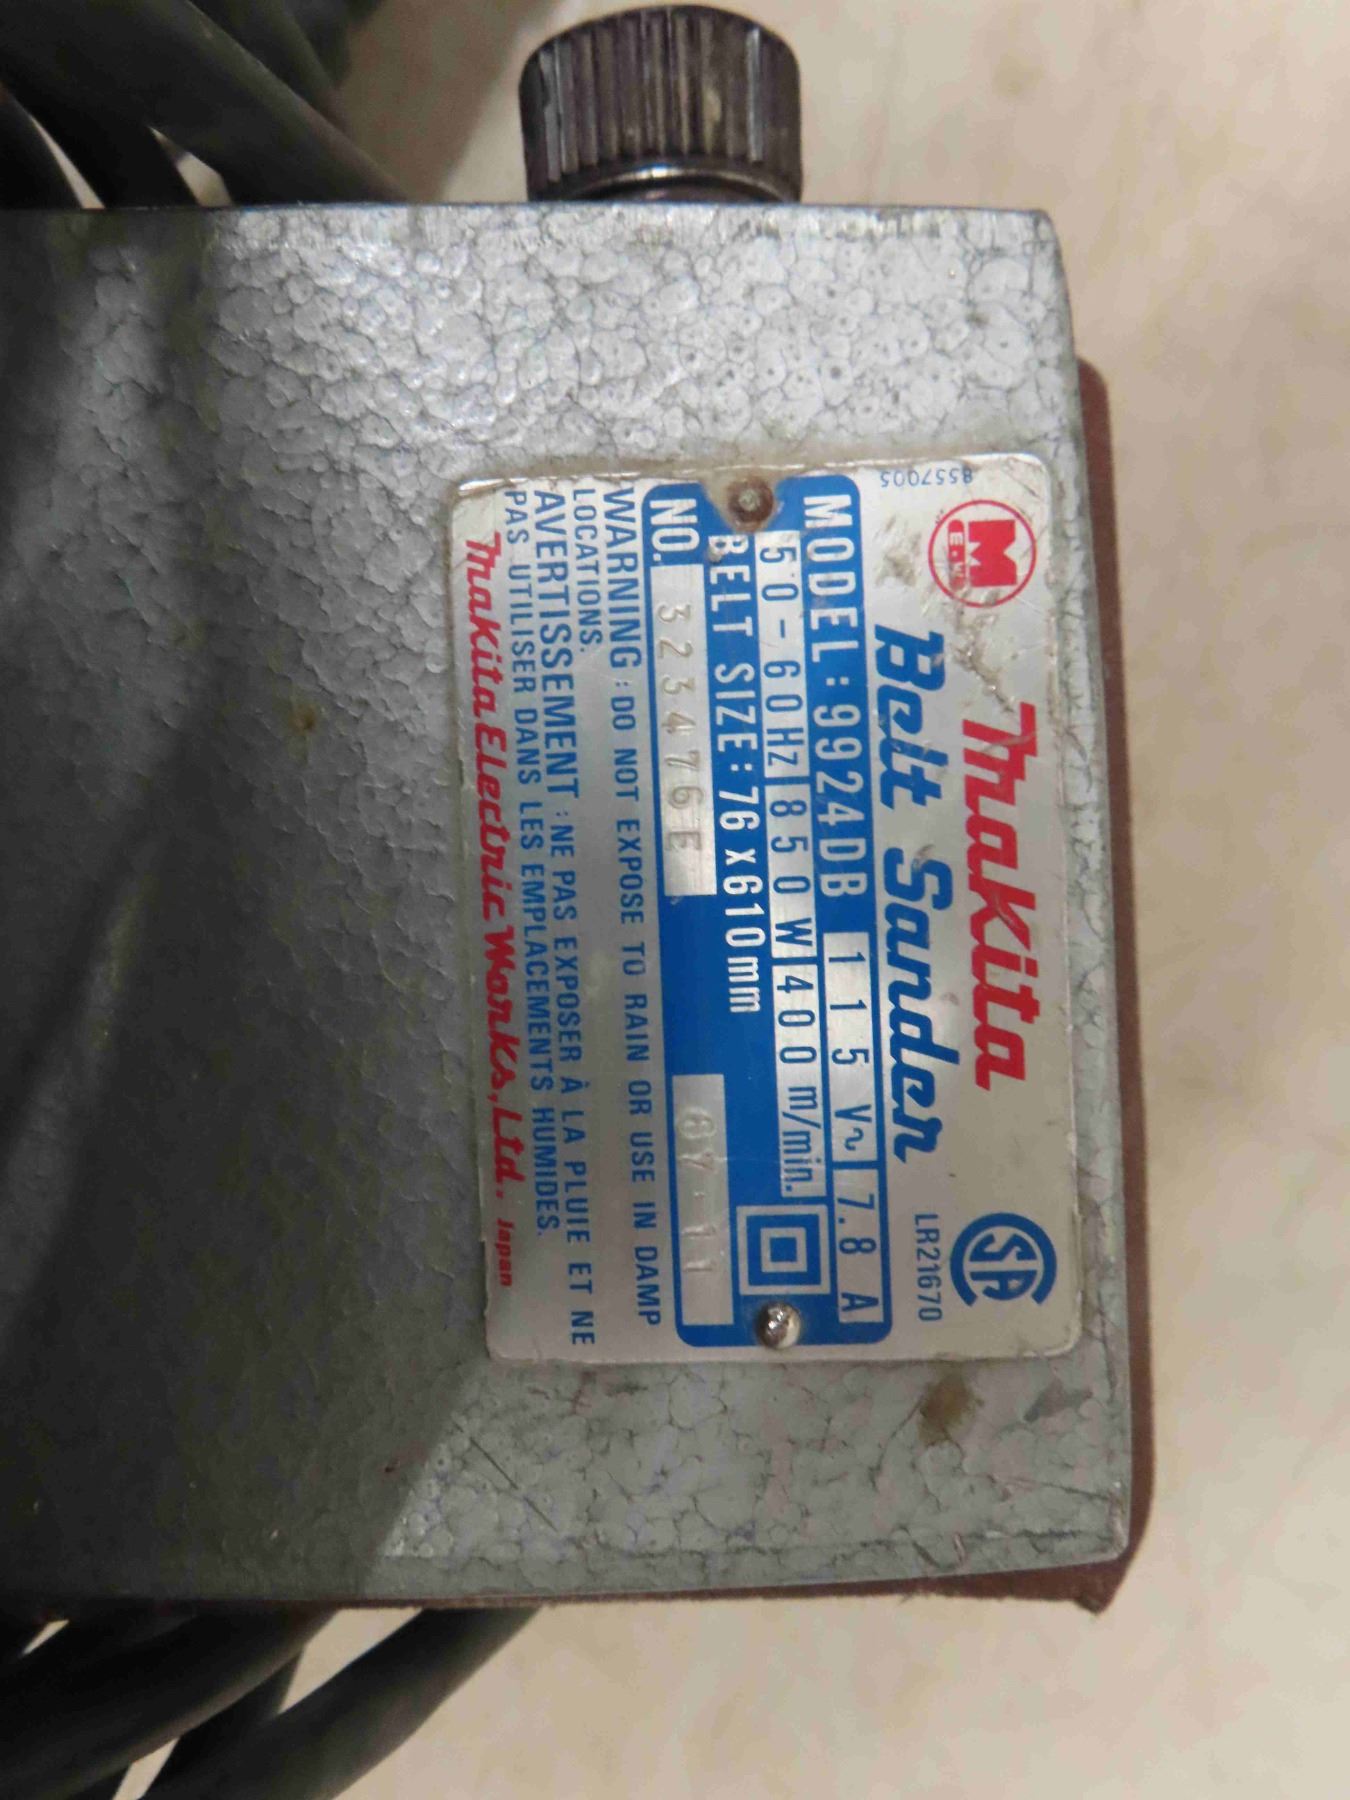 8557005
M
E.W.
Makita
Belt Sander
LR21670
MODEL: 9924DB 115 V~ 7.8 A
50-60Hz 850W 400 m/min.
BELT SIZE: 76 x 610mm
NO. 323476E 87-11
WARNING : DO NOT EXPOSE TO RAIN OR USE IN DAMP
LOCATIONS.
AVERTISSEMENT : NE PAS EXPOSER À LA PLUIE ET NE
PAS UTILISER DANS LES EMPLACEMENTS HUMIDES.
Makita Electric Works, Ltd. Japan